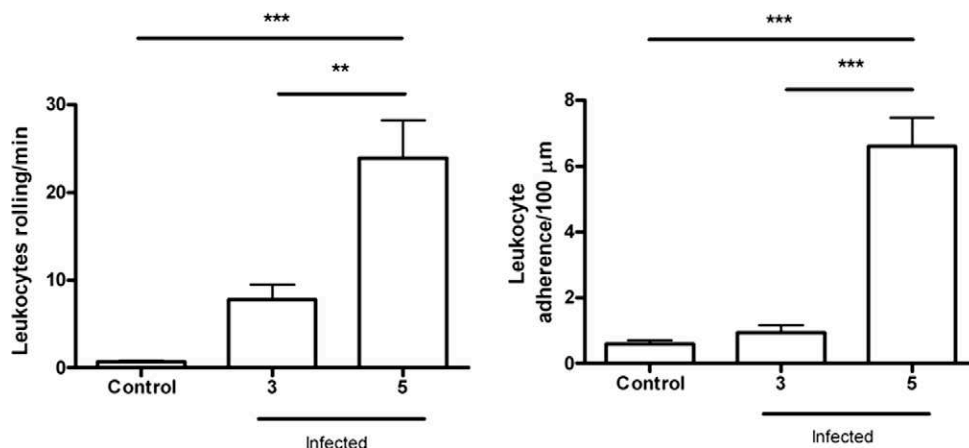 ***
**
30
20
10
0
Leukocytes rolling/min
Control 3 5
Infected
***
***
8
6
4
2
0
Leukocyte
adherence/100 μm
Control 3 5
Infected